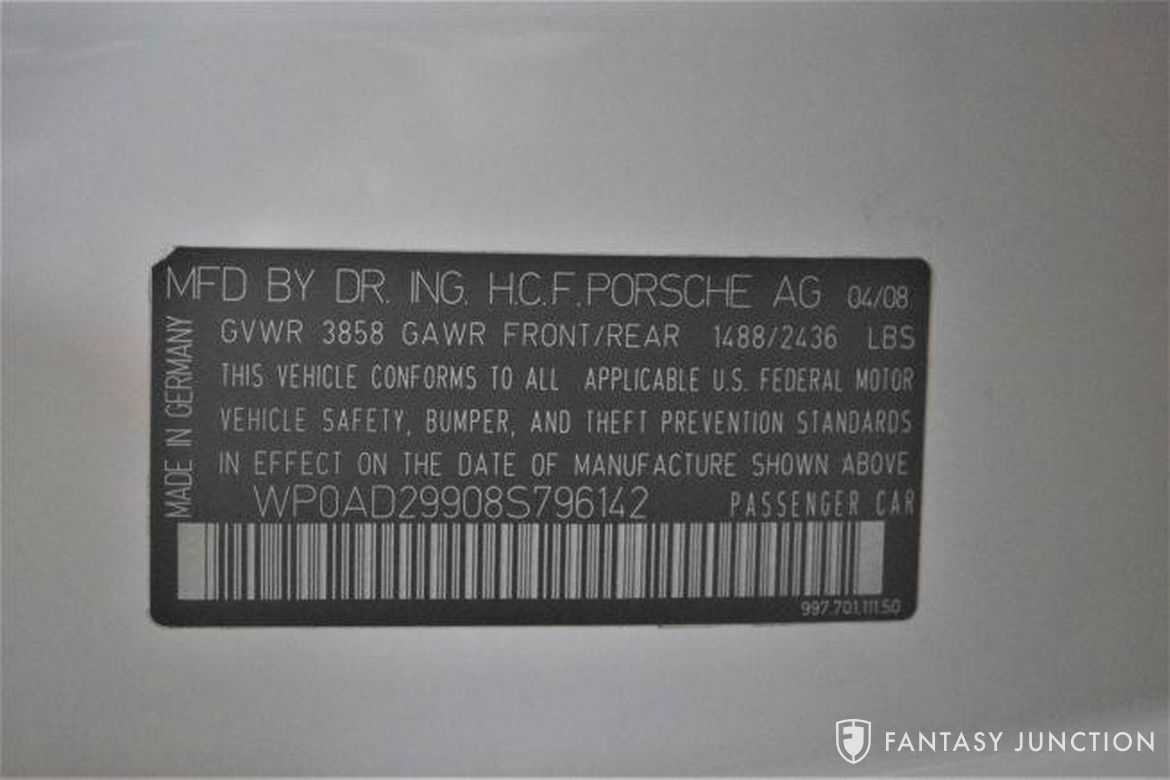 MFD BY DR. ING. H.C.F. PORSCHE AG 04/08
GVWR 3858 GAWR FRONT/REAR 1488/2436 LBS
THIS VEHICLE CONFORMS TO ALL APPLICABLE U.S. FEDERAL MOTOR
VEHICLE SAFETY, BUMPER, AND THEFT PREVENTION STANDARDS
IN EFFECT ON THE DATE OF MANUFACTURE SHOWN ABOVE
WP0AD29908S796142 PASSENGER CAR
997.701.111.50
MADE IN GERMANY
FANTASY JUNCTION